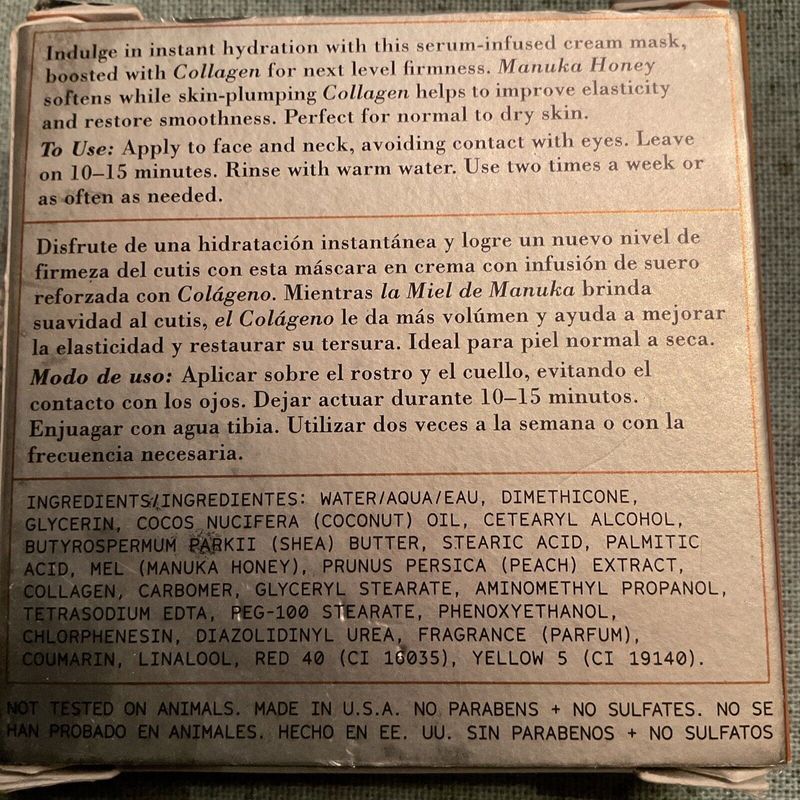 Indulge in instant hydration with this serum-infused cream mask,
boosted with Collagen for next level firmness. Manuka Honey
softens while skin-plumping Collagen helps to improve elasticity
and restore smoothness. Perfect for normal to dry skin.
To Use: Apply to face and neck, avoiding contact with eyes. Leave
on 10–15 minutes. Rinse with warm water. Use two times a week or
as often as needed.
Disfrute de una hidratación instantánea y logre un nuevo nivel de
firmeza del cutis con esta máscara en crema con infusión de suero
reforzada con Colágeno. Mientras la Miel de Manuka brinda
suavidad al cutis, el Colágeno le da más volúmen y ayuda a mejorar
la elasticidad y restaurar su tersura. Ideal para piel normal a seca.
Modo de uso: Aplicar sobre el rostro y el cuello, evitando el
contacto con los ojos. Dejar actuar durante 10–15 minutos.
Enjuagar con agua tibia. Utilizar dos veces a la semana o con la
frecuencia necesaria.
INGREDIENTS/INGREDIENTES: WATER/AQUA/EAU, DIMETHICONE,
GLYCERIN, COCOS NUCIFERA (COCONUT) OIL, CETEARYL ALCOHOL,
BUTYROSPERMUM PARKII (SHEA) BUTTER, STEARIC ACID, PALMITIC
ACID, MEL (MANUKA HONEY), PRUNUS PERSICA (PEACH) EXTRACT,
COLLAGEN, CARBOMER, GLYCERYL STEARATE, AMINOMETHYL PROPANOL,
TETRASODIUM EDTA, PEG-100 STEARATE, PHENOXYETHANOL,
CHLORPHENESIN, DIAZOLIDINYL UREA, FRAGRANCE (PARFUM),
COUMARIN, LINALOOL, RED 40 (CI 16035), YELLOW 5 (CI 19140).
NOT TESTED ON ANIMALS. MADE IN U.S.A. NO PARABENS + NO SULFATES. NO SE
HAN PROBADO EN ANIMALES. HECHO EN EE. UU. SIN PARABENOS + NO SULFATOS